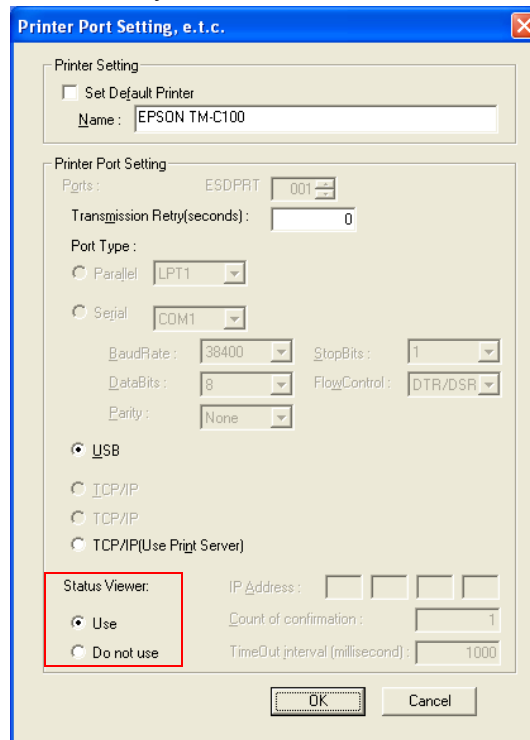 Printer Port Setting, e.t.c.
Printer Setting
Set Default Printer
Name : EPSON TM-C100
Printer Port Setting
Ports : ESDPRT 001
Transmission Retry(seconds) : 0
Port Type :
Parallel LPT1
Serial COM1
BaudRate : 38400 StopBits : 1
DataBits : 8 FlowControl : DTR/DSR
Parity : None
USB
TCP/IP
TCP/IP
TCP/IP(Use Print Server)
Status Viewer: IP Address :
Use Count of confirmation : 1
Do not use TimeOut interval (millisecond) : 1000
OK Cancel